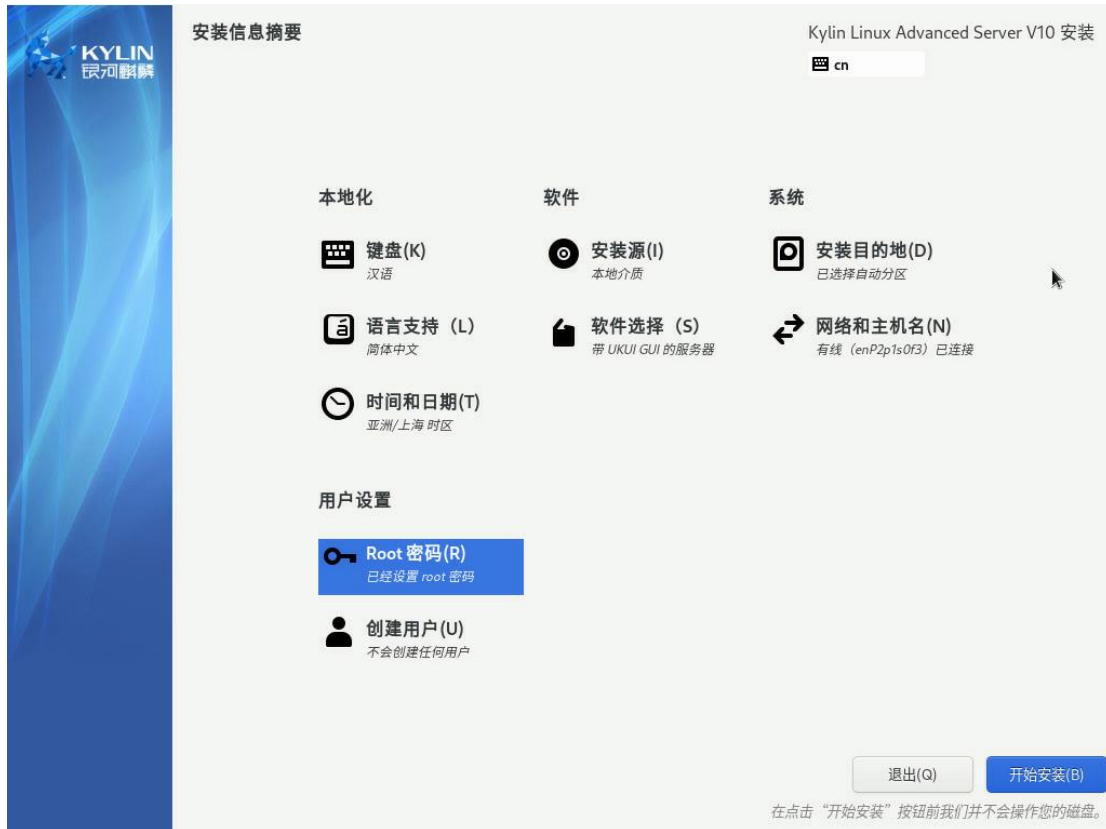 KYLIN
银河麒麟
安装信息摘要
Kylin Linux Advanced Server V10 安装
cn
本地化
键盘(K)
汉语
语言支持（L）
简体中文
时间和日期(T)
亚洲/上海 时区
软件
安装源(I)
本地介质
软件选择（S）
带 UKUI GUI 的服务器
系统
安装目的地(D)
已选择自动分区
网络和主机名(N)
有线（enP2p1s0f3）已连接
用户设置
Root 密码(R)
已经设置 root 密码
创建用户(U)
不会创建任何用户
退出(Q)
开始安装(B)
在点击“开始安装”按钮前我们并不会操作您的磁盘。